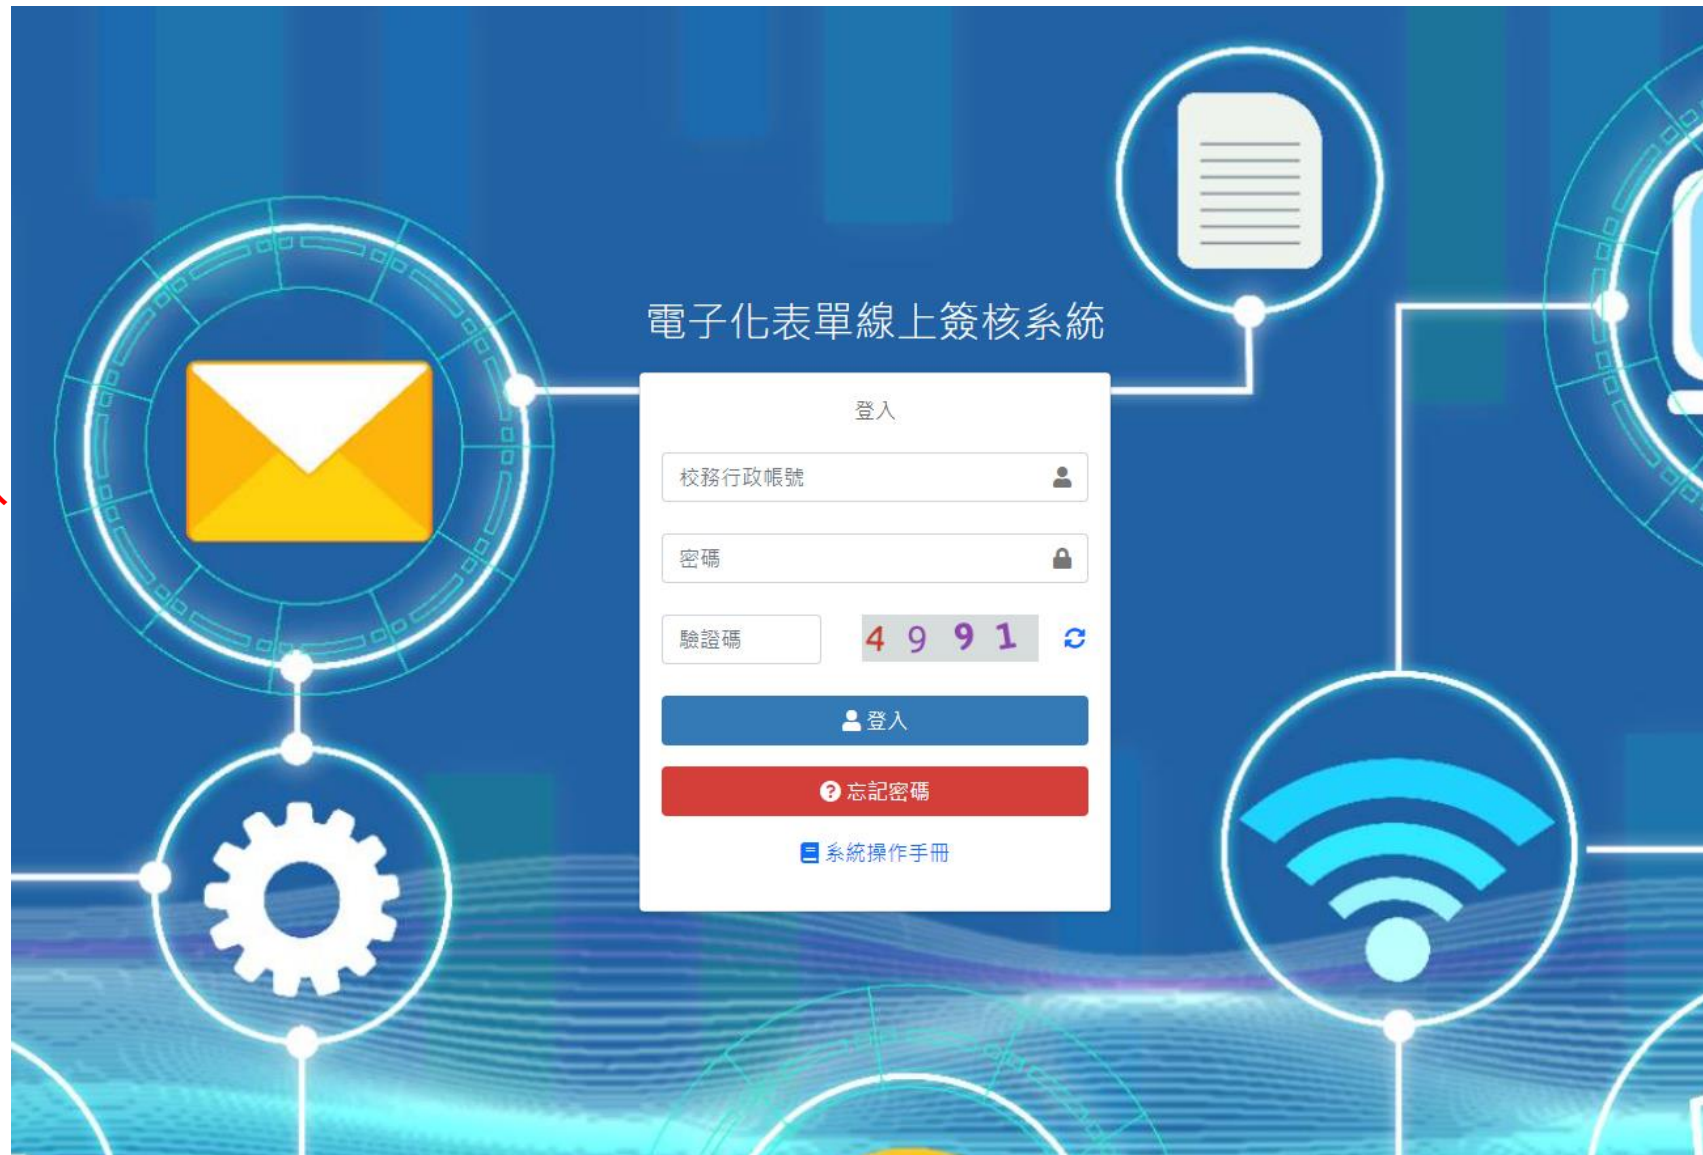 電子化表單線上簽核系統
登入
校務行政帳號
密碼
驗證碼 4 9 9 1
登入
忘記密碼
系統操作手冊